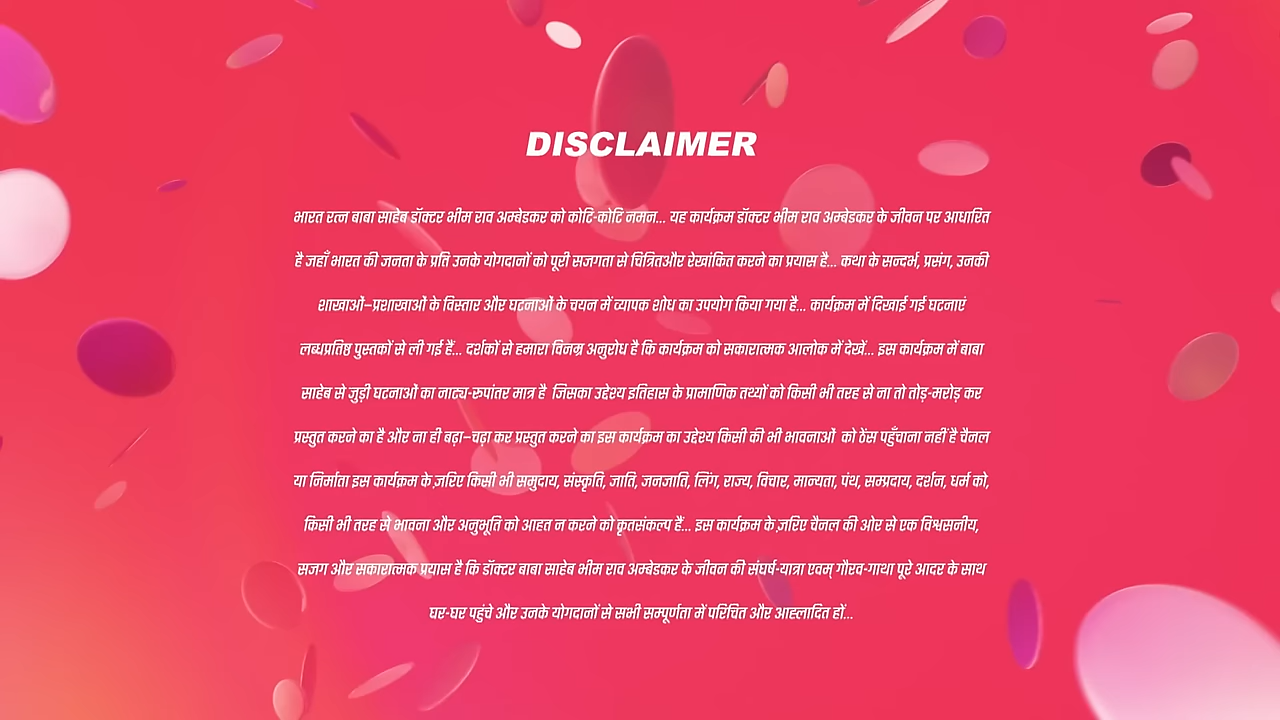 DISCLAIMER
भारत रत्न बाबा साहेब डॉक्टर भीम राव अम्बेडकर को कोटि-कोटि नमन... यह कार्यक्रम डॉक्टर भीम राव अम्बेडकर के जीवन पर आधारित
है जहाँ भारत की जनता के प्रति उनके योगदानों को पूरी सजगता से चित्रितऔर रेखांकित करने का प्रयास है... कथा के सन्दर्भ, प्रसंग, उनकी
शाखाओं–प्रशाखाओं के विस्तार और घटनाओं के चयन में व्यापक शोध का उपयोग किया गया है... कार्यक्रम में दिखाई गई घटनाएं
लब्धप्रतिष्ठ पुस्तकों से ली गई हैं... दर्शकों से हमारा विनम्र अनुरोध है कि कार्यक्रम को सकारात्मक आलोक में देखें... इस कार्यक्रम में बाबा
साहेब से जुड़ी घटनाओं का नाट्य-रुपांतर मात्र है जिसका उद्देश्य इतिहास के प्रामाणिक तथ्यों को किसी भी तरह से ना तो तोड़-मरोड़ कर
प्रस्तुत करने का है और ना ही बढ़ा–चढ़ा कर प्रस्तुत करने का इस कार्यक्रम का उद्देश्य किसी की भी भावनाओं को ठेंस पहुँचाना नहीं है चैनल
या निर्माता इस कार्यक्रम के ज़रिए किसी भी समुदाय, संस्कृति, जाति, जनजाति, लिंग, राज्य, विचार, मान्यता, पंथ, सम्प्रदाय, दर्शन, धर्म को,
किसी भी तरह से भावना और अनुभूति को आहत न करने को कृतसंकल्प हैं... इस कार्यक्रम के ज़रिए चैनल की ओर से एक विश्वसनीय,
सजग और सकारात्मक प्रयास है कि डॉक्टर बाबा साहेब भीम राव अम्बेडकर के जीवन की संघर्ष-यात्रा एवम् गौरव-गाथा पूरे आदर के साथ
घर-घर पहुंचे और उनके योगदानों से सभी सम्पूर्णता में परिचित और आह्लादित हों...